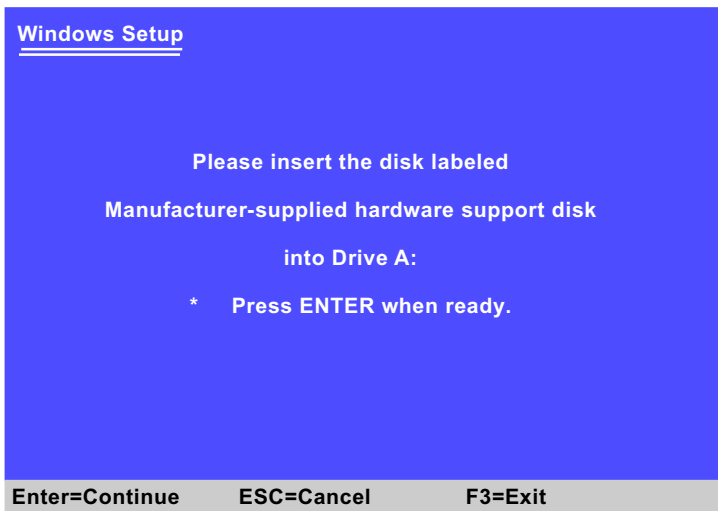 Windows Setup
Please insert the disk labeled
Manufacturer-supplied hardware support disk
into Drive A:
* Press ENTER when ready.
Enter=Continue ESC=Cancel F3=Exit